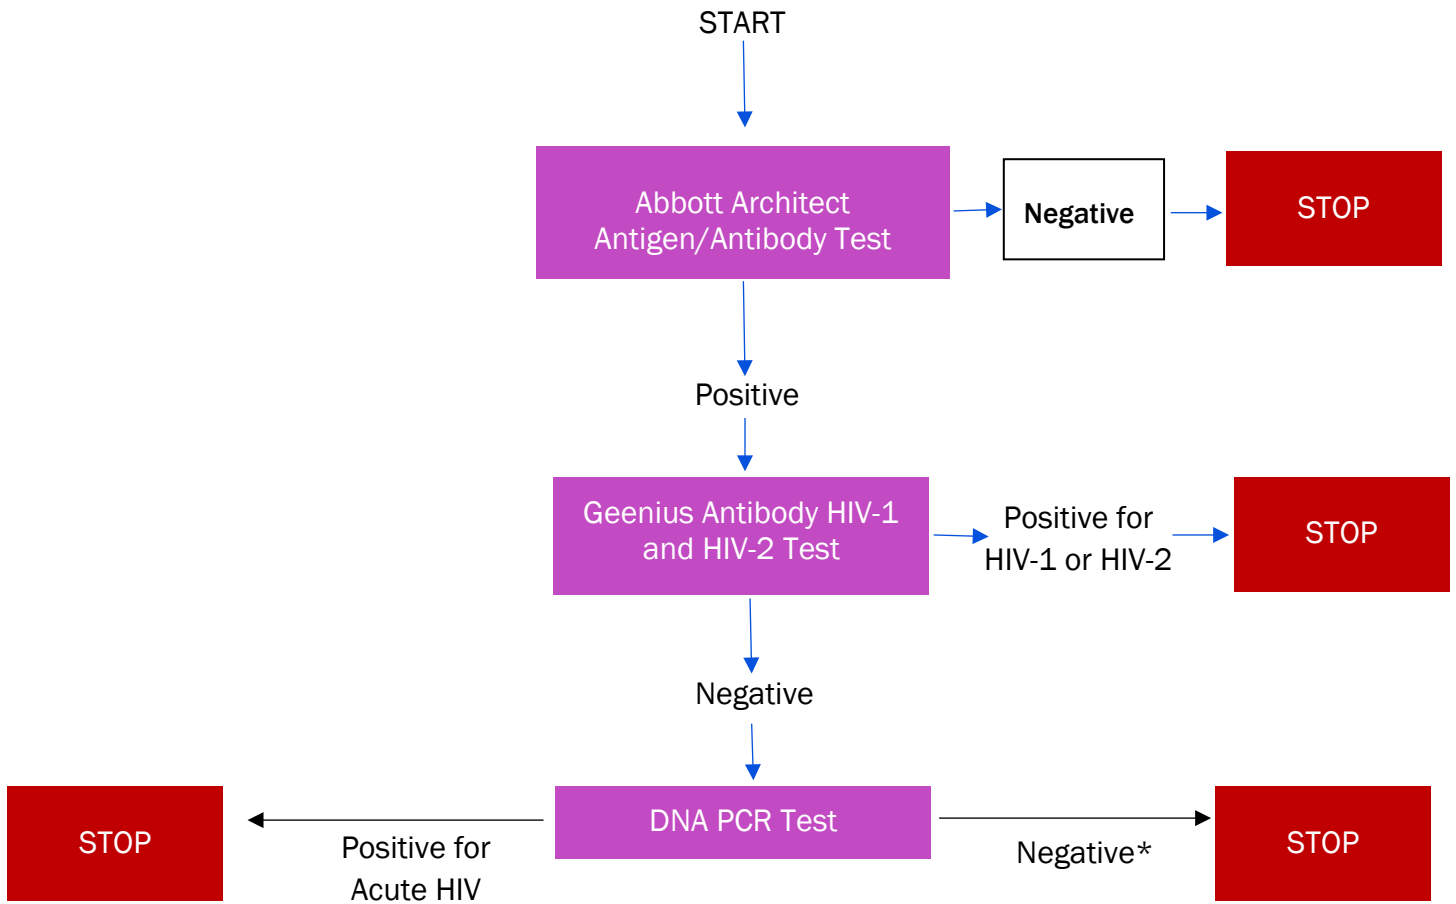 START
Abbott Architect
Antigen/Antibody Test
Negative
STOP
Positive
Geenius Antibody HIV-1
and HIV-2 Test
Positive for
HIV-1 or HIV-2
STOP
Negative
STOP
Positive for
Acute HIV
DNA PCR Test
Negative*
STOP